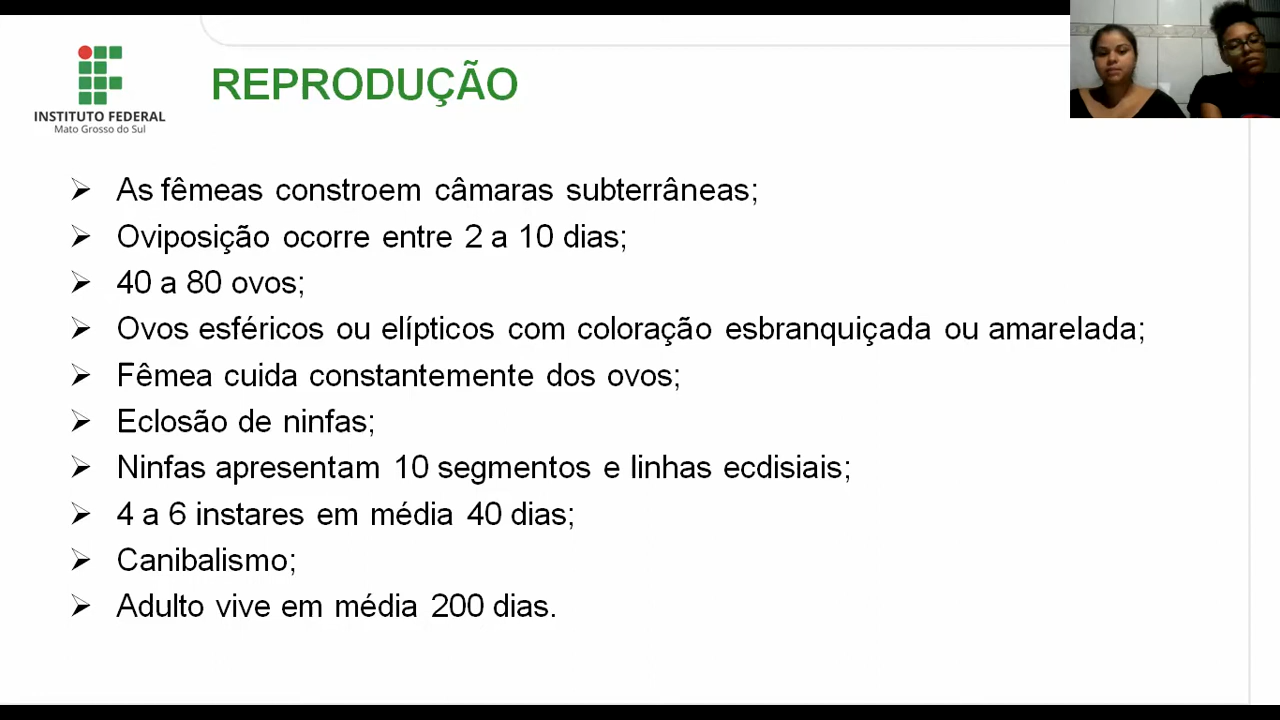 INSTITUTO FEDERAL
Mato Grosso do Sul
REPRODUÇÃO
As fêmeas constroem câmaras subterrâneas;
Oviposição ocorre entre 2 a 10 dias;
40 a 80 ovos;
Ovos esféricos ou elípticos com coloração esbranquiçada ou amarelada;
Fêmea cuida constantemente dos ovos;
Eclosão de ninfas;
Ninfas apresentam 10 segmentos e linhas ecdisiais;
4 a 6 instares em média 40 dias;
Canibalismo;
Adulto vive em média 200 dias.